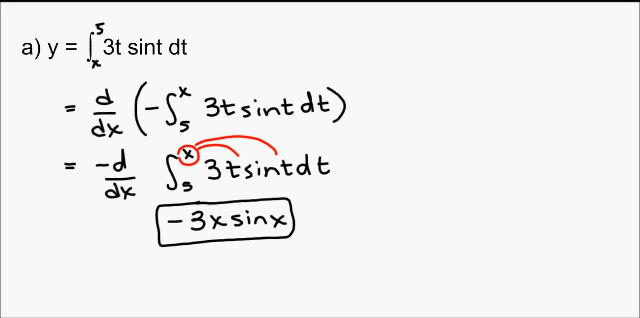 a) y = ∫ₓ⁵ 3t sint dt
= d/dx (-∫₅ˣ 3t sint dt)
= -d/dx ∫₅ˣ 3t sint dt
-3x sinx